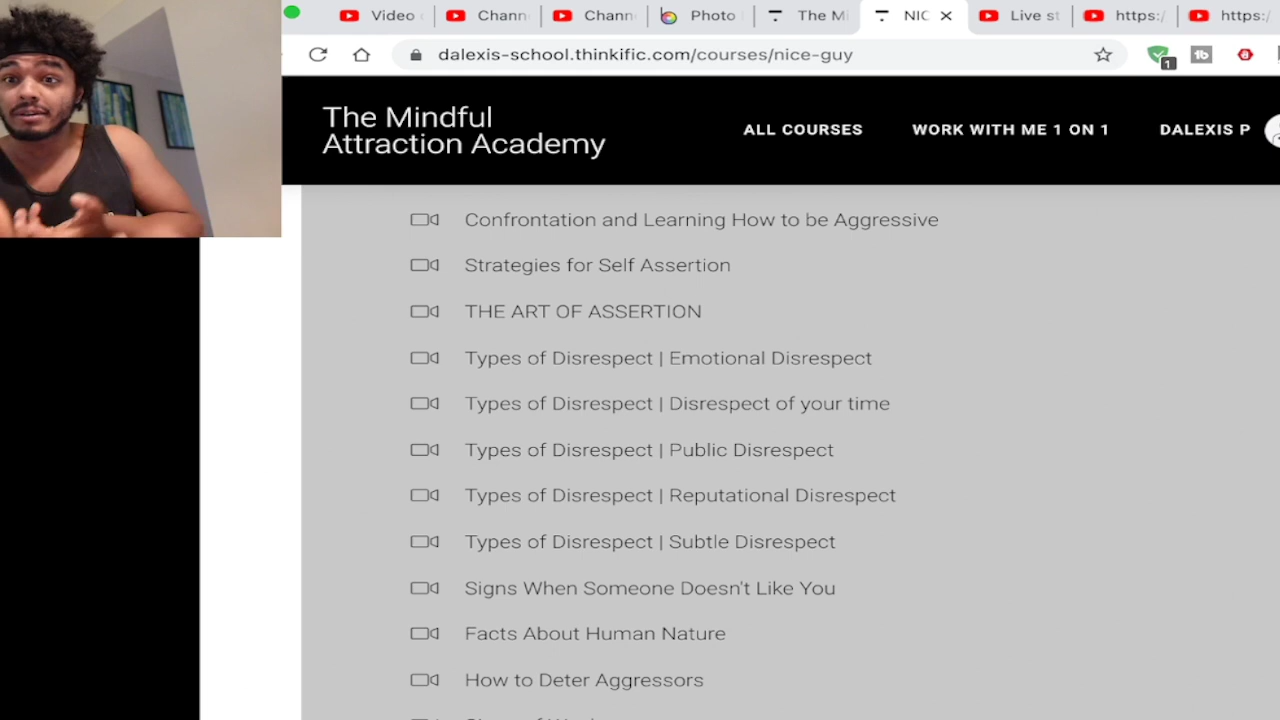 Video
Chann
Chann
Photo
The Mi
NIC
Live st
https:/
https:/
dalexis-school.thinkific.com/courses/nice-guy
1
The Mindful
Attraction Academy
ALL COURSES
WORK WITH ME 1 ON 1
DALEXIS P
Confrontation and Learning How to be Aggressive
Strategies for Self Assertion
THE ART OF ASSERTION
Types of Disrespect | Emotional Disrespect
Types of Disrespect | Disrespect of your time
Types of Disrespect | Public Disrespect
Types of Disrespect | Reputational Disrespect
Types of Disrespect | Subtle Disrespect
Signs When Someone Doesn't Like You
Facts About Human Nature
How to Deter Aggressors